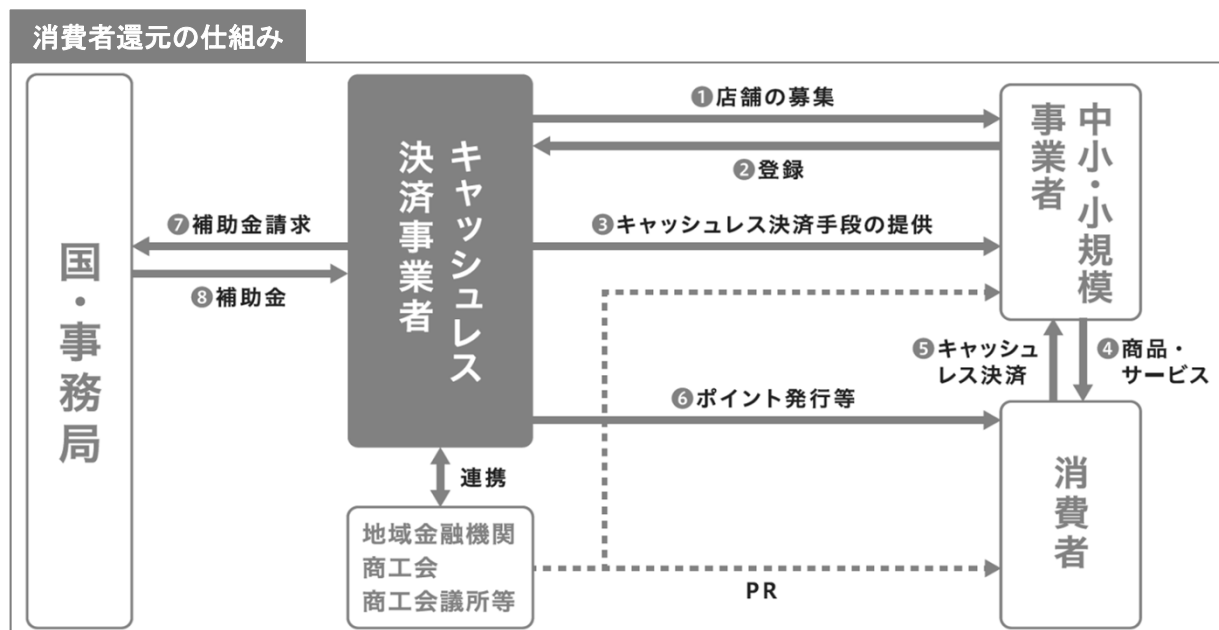 消費者還元の仕組み
国・事務局
❼補助金請求
❽補助金
キャッシュレス
決済事業者
❶店舗の募集
❷登録
❸キャッシュレス決済手段の提供
中小・小規模
事業者
❺キャッシュ
レス決済
❹商品・
サービス
❻ポイント発行等
消費者
連携
地域金融機関
商工会
商工会議所等
PR